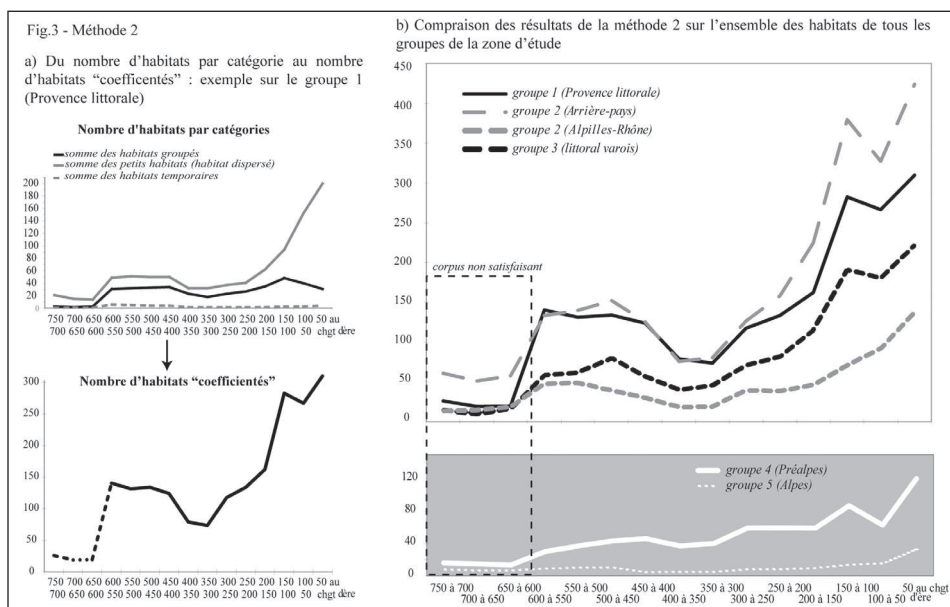 Fig.3 - Méthode 2
a) Du nombre d’habitats par catégorie au nombre
d’habitats “coefficentés” : exemple sur le groupe 1
(Provence littorale)
Nombre d'habitats par catégories
somme des habitats groupés
somme des petits habitats (habitat dispersé)
somme des habitats temporaires
200
180
160
140
120
100
80
60
40
20
0
750 700 650 600 550 500 450 400 350 300 250 200 150 100 50 au
700 650 600 550 500 450 400 350 300 250 200 150 100 50 chgt dère
Nombre d’habitats “coefficientés”
300
250
200
150
100
50
0
750 700 650 600 550 500 450 400 350 300 250 200 150 100 50 au
700 650 600 550 500 450 400 350 300 250 200 150 100 50 chgt dère
b) Compraison des résultats de la méthode 2 sur l’ensemble des habitats de tous les
groupes de la zone d’étude
450
400
350
300
250
200
150
100
50
0
groupe 1 (Provence littorale)
groupe 2 (Arrière-pays)
groupe 2 (Alpilles-Rhône)
groupe 3 (littoral varois)
corpus non satisfaisant
groupe 4 (Préalpes)
groupe 5 (Alpes)
120
80
40
0
750 à 700 650 à 600 550 à 500 450 à 400 350 à 300 250 à 200 150 à 100 50 au chgt
700 à 650 600 à 550 500 à 450 400 à 350 300 à 250 200 à 150 100 à 50 d'ère